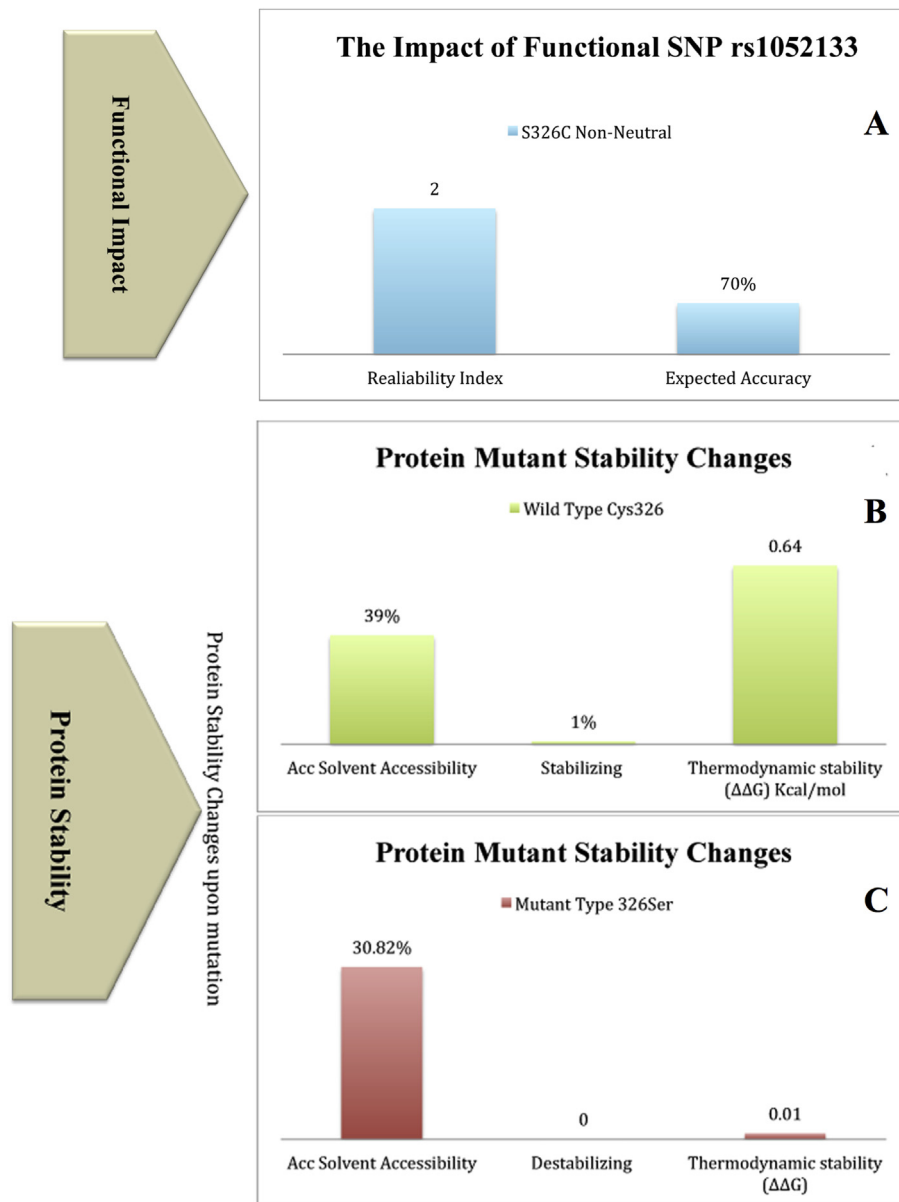 Functional Impact
The Impact of Functional SNP rs1052133
A
S326C Non-Neutral
2
70%
Realiability Index
Expected Accuracy
Protein Stability
Protein Stability Changes upon mutation
Protein Mutant Stability Changes
B
Wild Type Cys326
0.64
39%
1%
Acc Solvent Accessibility
Stabilizing
Thermodynamic stability
(ΔΔG) Kcal/mol
Protein Mutant Stability Changes
C
Mutant Type 326Ser
30.82%
0
0.01
Acc Solvent Accessibility
Destabilizing
Thermodynamic stability
(ΔΔG)